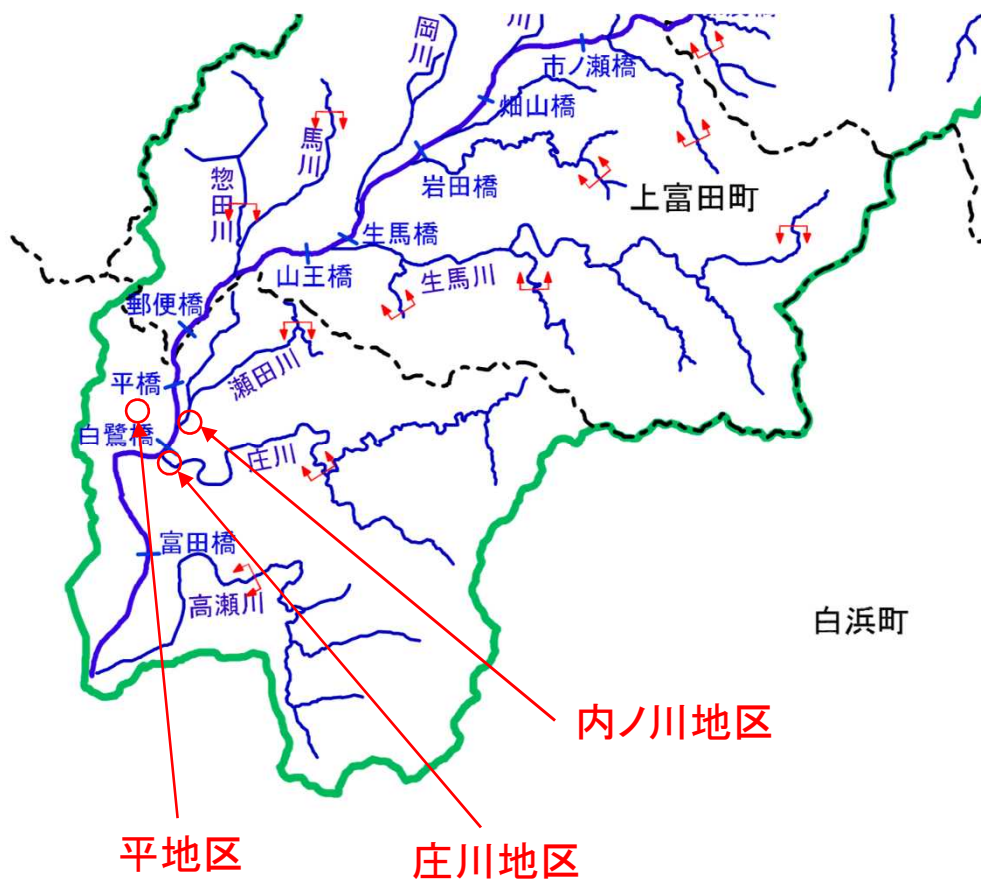 岡川
川
市ノ瀬橋
畑山橋
馬川
惣田川
岩田橋
上富田町
生馬橋
山王橋
生馬川
郵便橋
瀬田川
平橋
白鷺橋
庄川
富田橋
高瀬川
白浜町
内ノ川地区
平地区
庄川地区